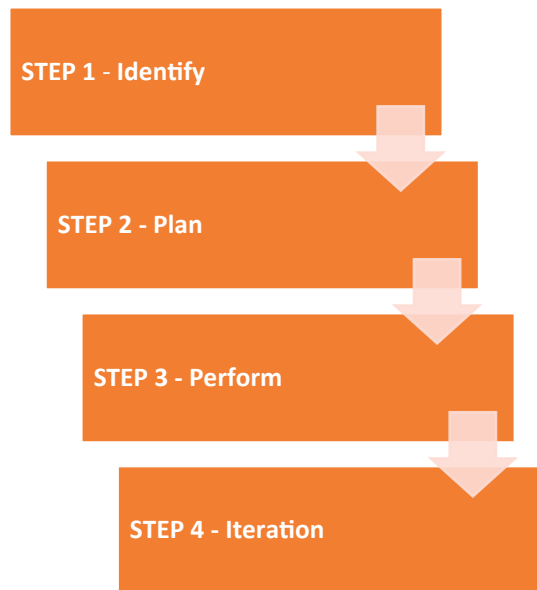 STEP 1 - Identify
STEP 2 - Plan
STEP 3 - Perform
STEP 4 - Iteration